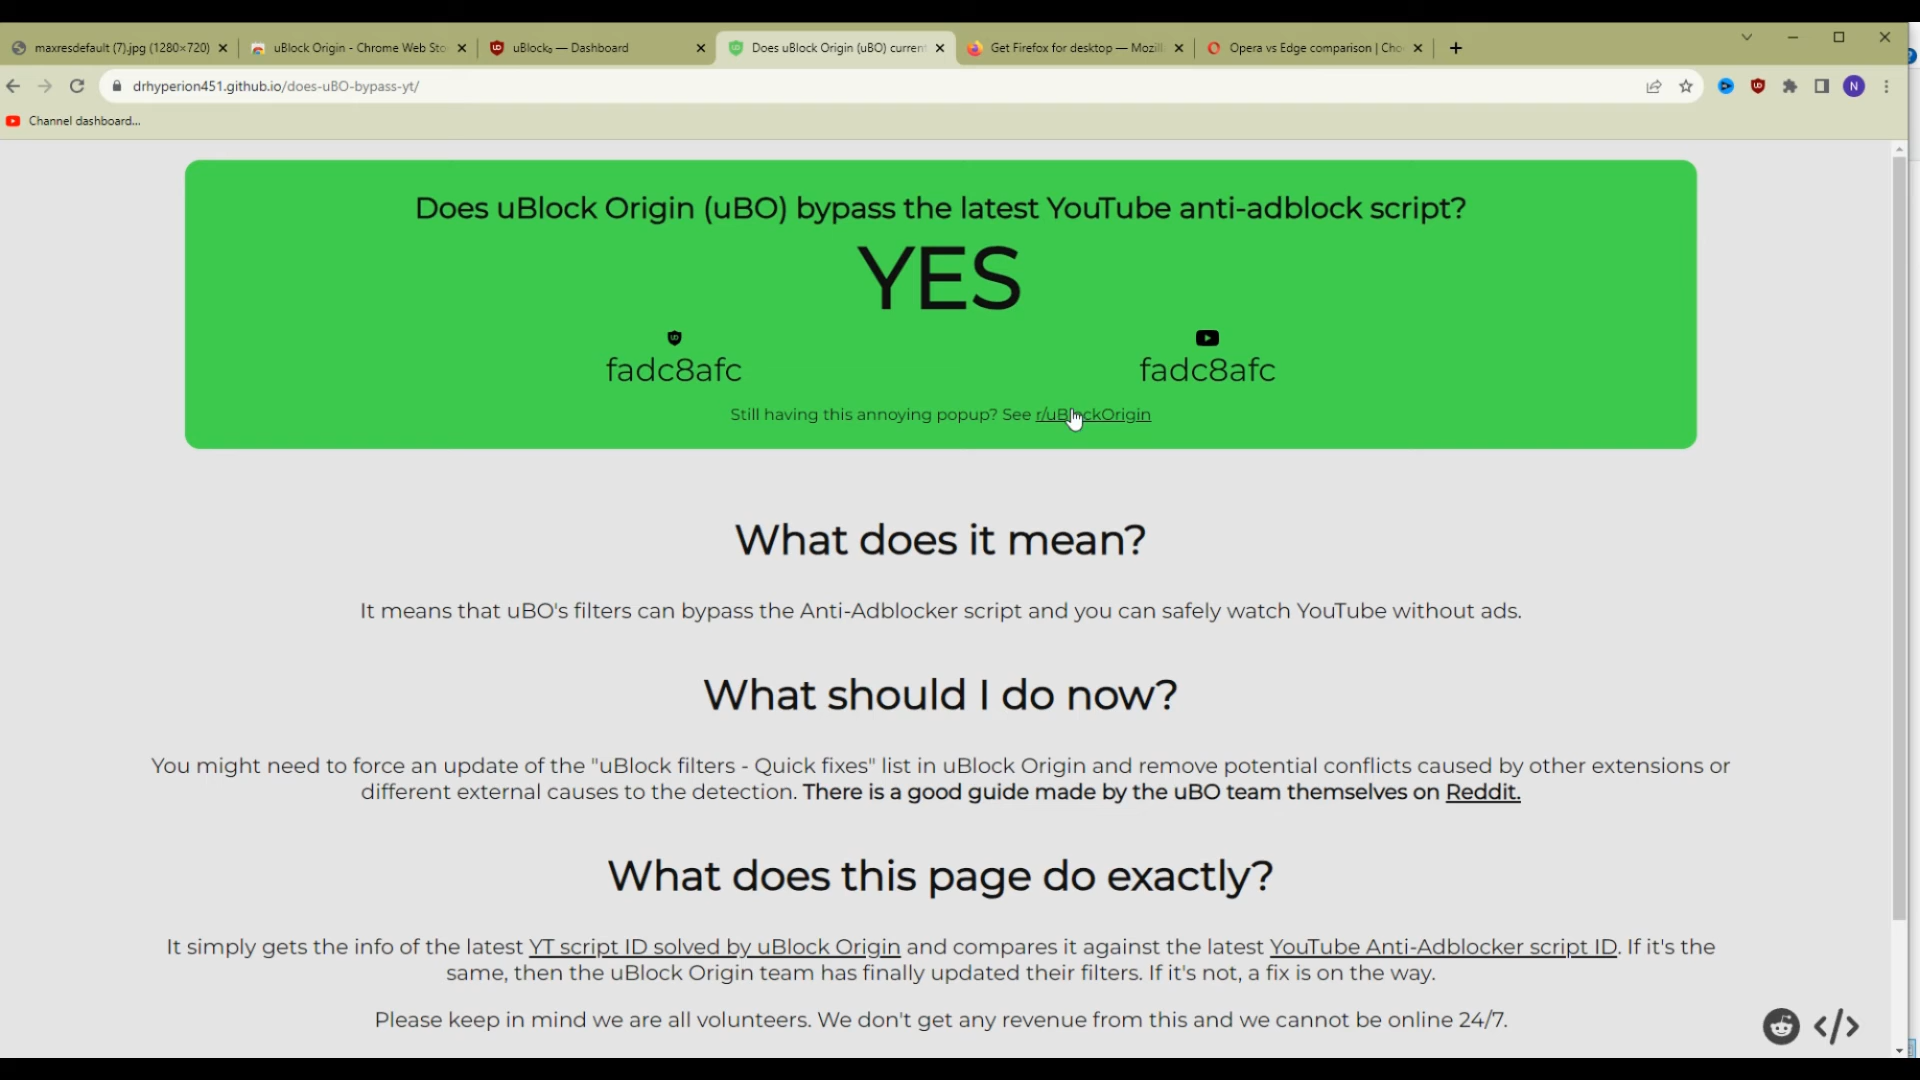 maxresdefault (7).jpg (1280×720)
uBlock Origin - Chrome Web Sto
uBlock₀ — Dashboard
Does uBlock Origin (uBO) current
Get Firefox for desktop — Mozill
Opera vs Edge comparison | Cho
drhyperion451.github.io/does-uBO-bypass-yt/
N
Channel dashboard...
Does uBlock Origin (uBO) bypass the latest YouTube anti-adblock script?
YES
fadc8afc
fadc8afc
Still having this annoying popup? See r/uBlockOrigin
What does it mean?
It means that uBO's filters can bypass the Anti-Adblocker script and you can safely watch YouTube without ads.
What should I do now?
You might need to force an update of the "uBlock filters - Quick fixes" list in uBlock Origin and remove potential conflicts caused by other extensions or
different external causes to the detection. There is a good guide made by the uBO team themselves on Reddit.
What does this page do exactly?
It simply gets the info of the latest YT script ID solved by uBlock Origin and compares it against the latest YouTube Anti-Adblocker script ID. If it's the
same, then the uBlock Origin team has finally updated their filters. If it's not, a fix is on the way.
Please keep in mind we are all volunteers. We don't get any revenue from this and we cannot be online 24/7.